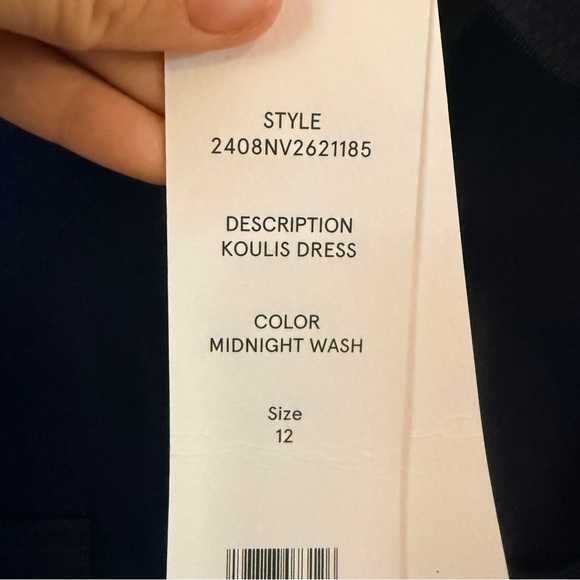 STYLE
2408NV2621185
DESCRIPTION
KOULIS DRESS
COLOR
MIDNIGHT WASH
Size
12